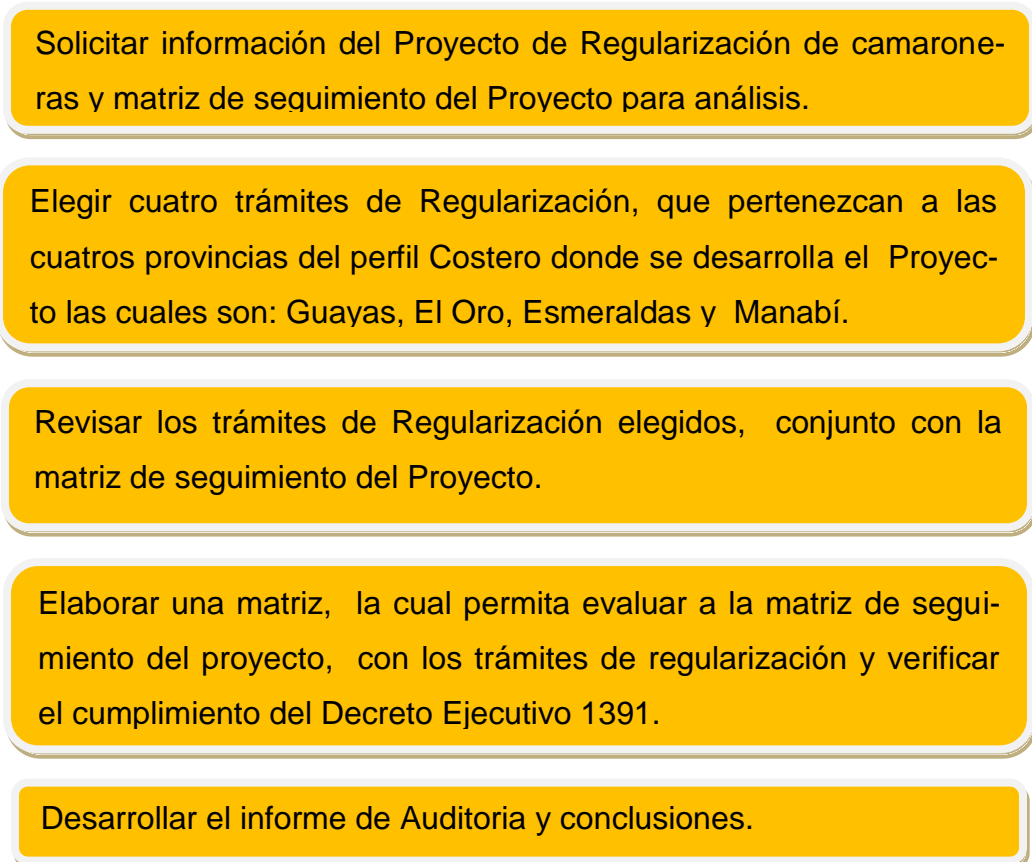 Solicitar información del Proyecto de Regularización de camarone-
ras y matriz de seguimiento del Proyecto para análisis.
Elegir cuatro trámites de Regularización, que pertenezcan a las
cuatros provincias del perfil Costero donde se desarrolla el Proyec-
to las cuales son: Guayas, El Oro, Esmeraldas y Manabí.
Revisar los trámites de Regularización elegidos, conjunto con la
matriz de seguimiento del Proyecto.
Elaborar una matriz, la cual permita evaluar a la matriz de segui-
miento del proyecto, con los trámites de regularización y verificar
el cumplimiento del Decreto Ejecutivo 1391.
Desarrollar el informe de Auditoria y conclusiones.